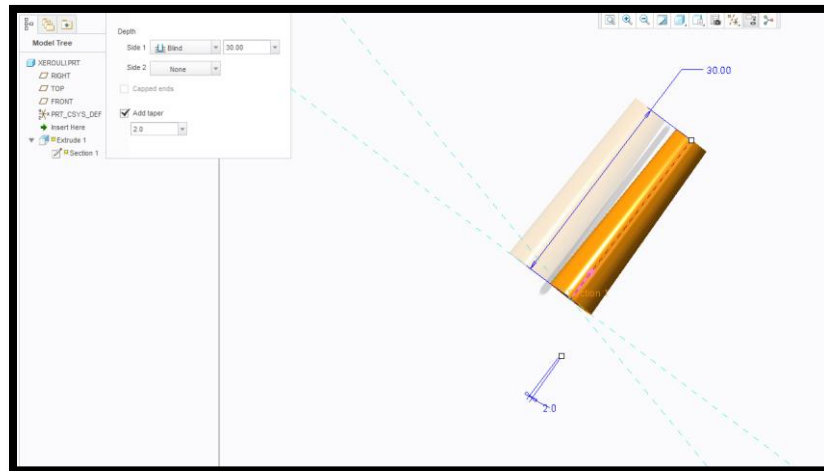 Model Tree
XEROULI.PRT
RIGHT
TOP
FRONT
PRT_CSYS_DEF
Insert Here
Extrude 1
Section 1
Depth
Side 1 Blind 30.00
Side 2 None
Capped ends
Add taper
2.0
30.00
2.0